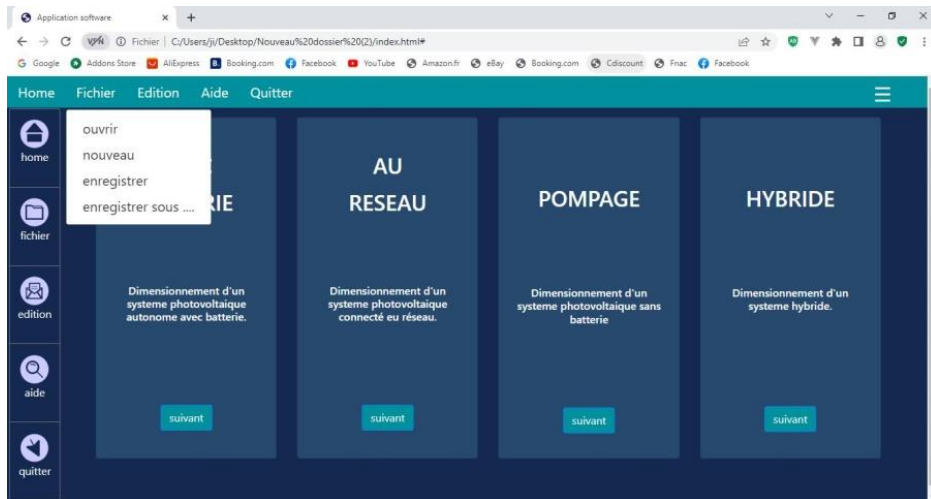 Application software
Fichier | C:/Users/ji/Desktop/Nouveau%20dossier%20(2)/index.html#
Google Addons Store AliExpress Booking.com Facebook YouTube Amazon.fr eBay Booking.com Cdiscount Fnac Facebook
Home Fichier Edition Aide Quitter
home
fichier
edition
aide
quitter
ouvrir
nouveau
enregistrer
enregistrer sous ....
RIE
Dimensionnement d'un
systeme photovoltaique
autonome avec batterie.
suivant
AU
RESEAU
Dimensionnement d'un
systeme photovoltaique
connecté eu réseau.
suivant
POMPAGE
Dimensionnement d'un
systeme photovoltaique sans
batterie
suivant
HYBRIDE
Dimensionnement d'un
systeme hybride.
suivant